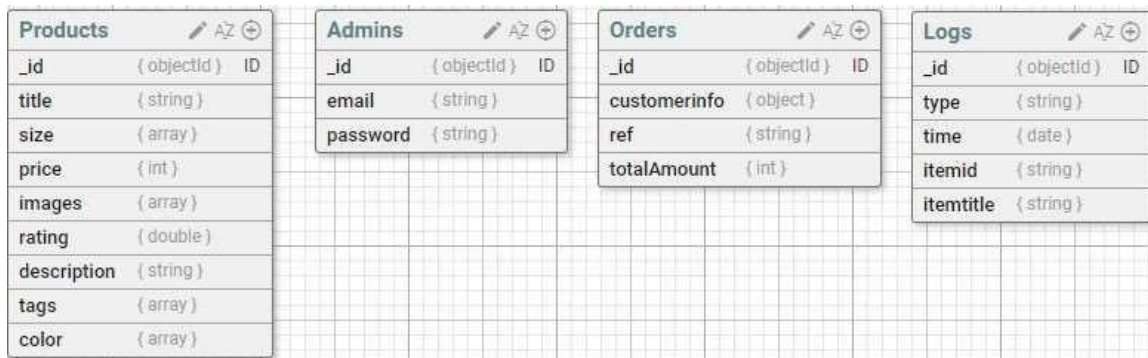 Products AZ
_id { objectId } ID
title { string }
size { array }
price { int }
images { array }
rating { double }
description { string }
tags { array }
color { array }
Admins AZ
_id { objectId } ID
email { string }
password { string }
Orders AZ
_id { objectId } ID
customerinfo { object }
ref { string }
totalAmount { int }
Logs AZ
_id { objectId } ID
type { string }
time { date }
itemid { string }
itemtitle { string }